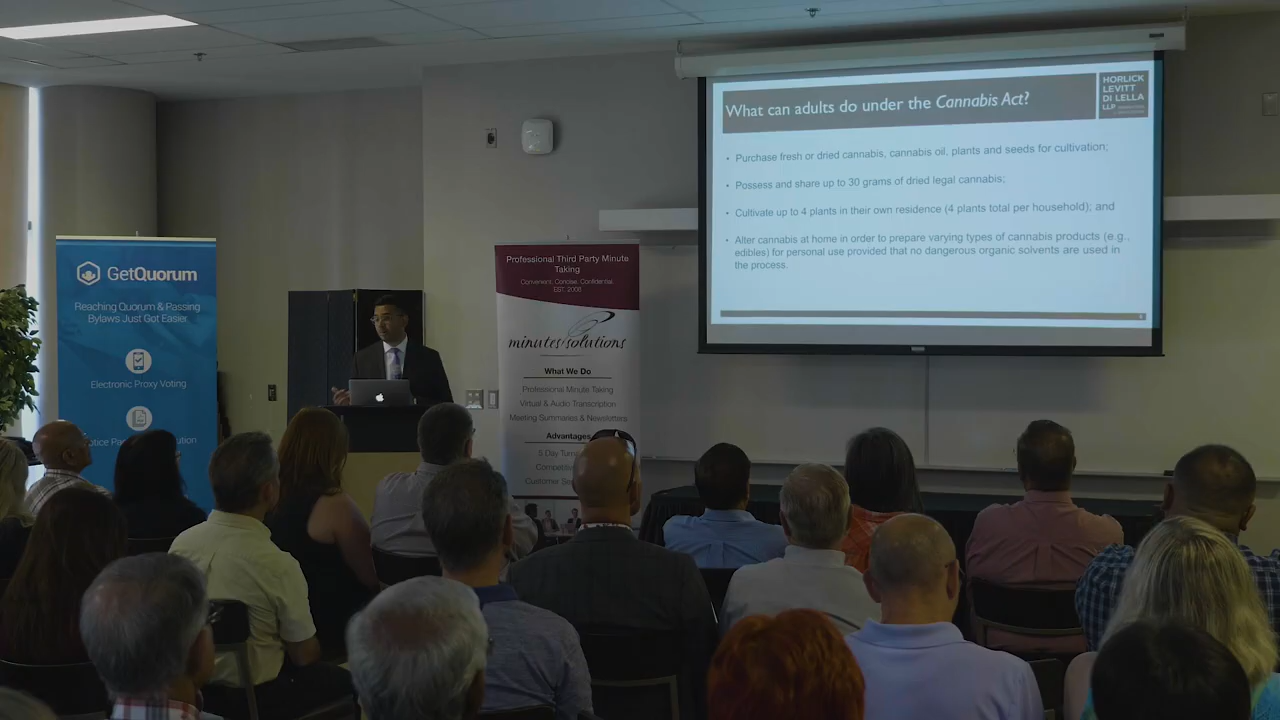 What can adults do under the Cannabis Act?
HORLICK
LEVITT
DI LELLA
LLP
• Purchase fresh or dried cannabis, cannabis oil, plants and seeds for cultivation;
• Possess and share up to 30 grams of dried legal cannabis;
• Cultivate up to 4 plants in their own residence (4 plants total per household); and
• Alter cannabis at home in order to prepare varying types of cannabis products (e.g.,
edibles) for personal use provided that no dangerous organic solvents are used in
the process.
GetQuorum
Reaching Quorum & Passing
Bylaws Just Got Easier
Electronic Proxy Voting
Professional Third Party Minute
Taking
Convenient. Concise. Confidential.
EST. 2006
minutes solutions
What We Do
Professional Minute Taking
Virtual & Audio Transcription
Meeting Summaries & Newsletters
Advantages
5 Day